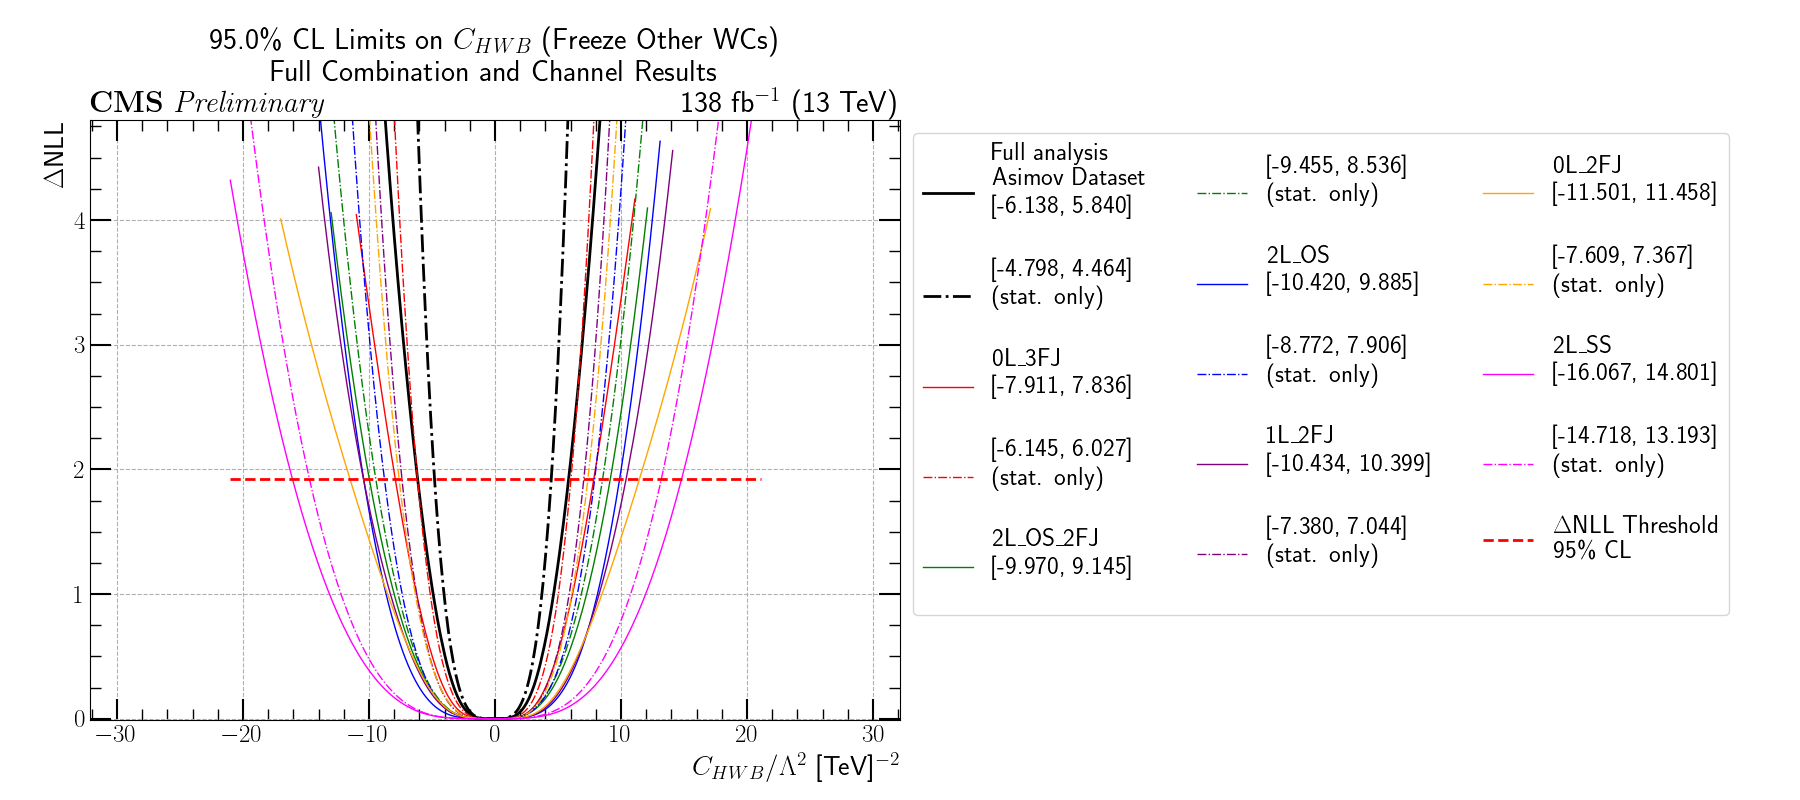 95.0% CL Limits on C_{HWB} (Freeze Other WCs)
Full Combination and Channel Results
CMS Preliminary
138 fb^{-1} (13 TeV)
ΔNLL
4
3
2
1
0
−30
−20
−10
0
10
20
30
C_{HWB}/Λ^2 [TeV]^{-2}
Full analysis
Asimov Dataset
[-6.138, 5.840]
[-4.798, 4.464]
(stat. only)
0L_3FJ
[-7.911, 7.836]
[-6.145, 6.027]
(stat. only)
2L_OS_2FJ
[-9.970, 9.145]
[-9.455, 8.536]
(stat. only)
2L_OS
[-10.420, 9.885]
[-8.772, 7.906]
(stat. only)
1L_2FJ
[-10.434, 10.399]
[-7.380, 7.044]
(stat. only)
0L_2FJ
[-11.501, 11.458]
[-7.609, 7.367]
(stat. only)
2L_SS
[-16.067, 14.801]
[-14.718, 13.193]
(stat. only)
ΔNLL Threshold
95% CL